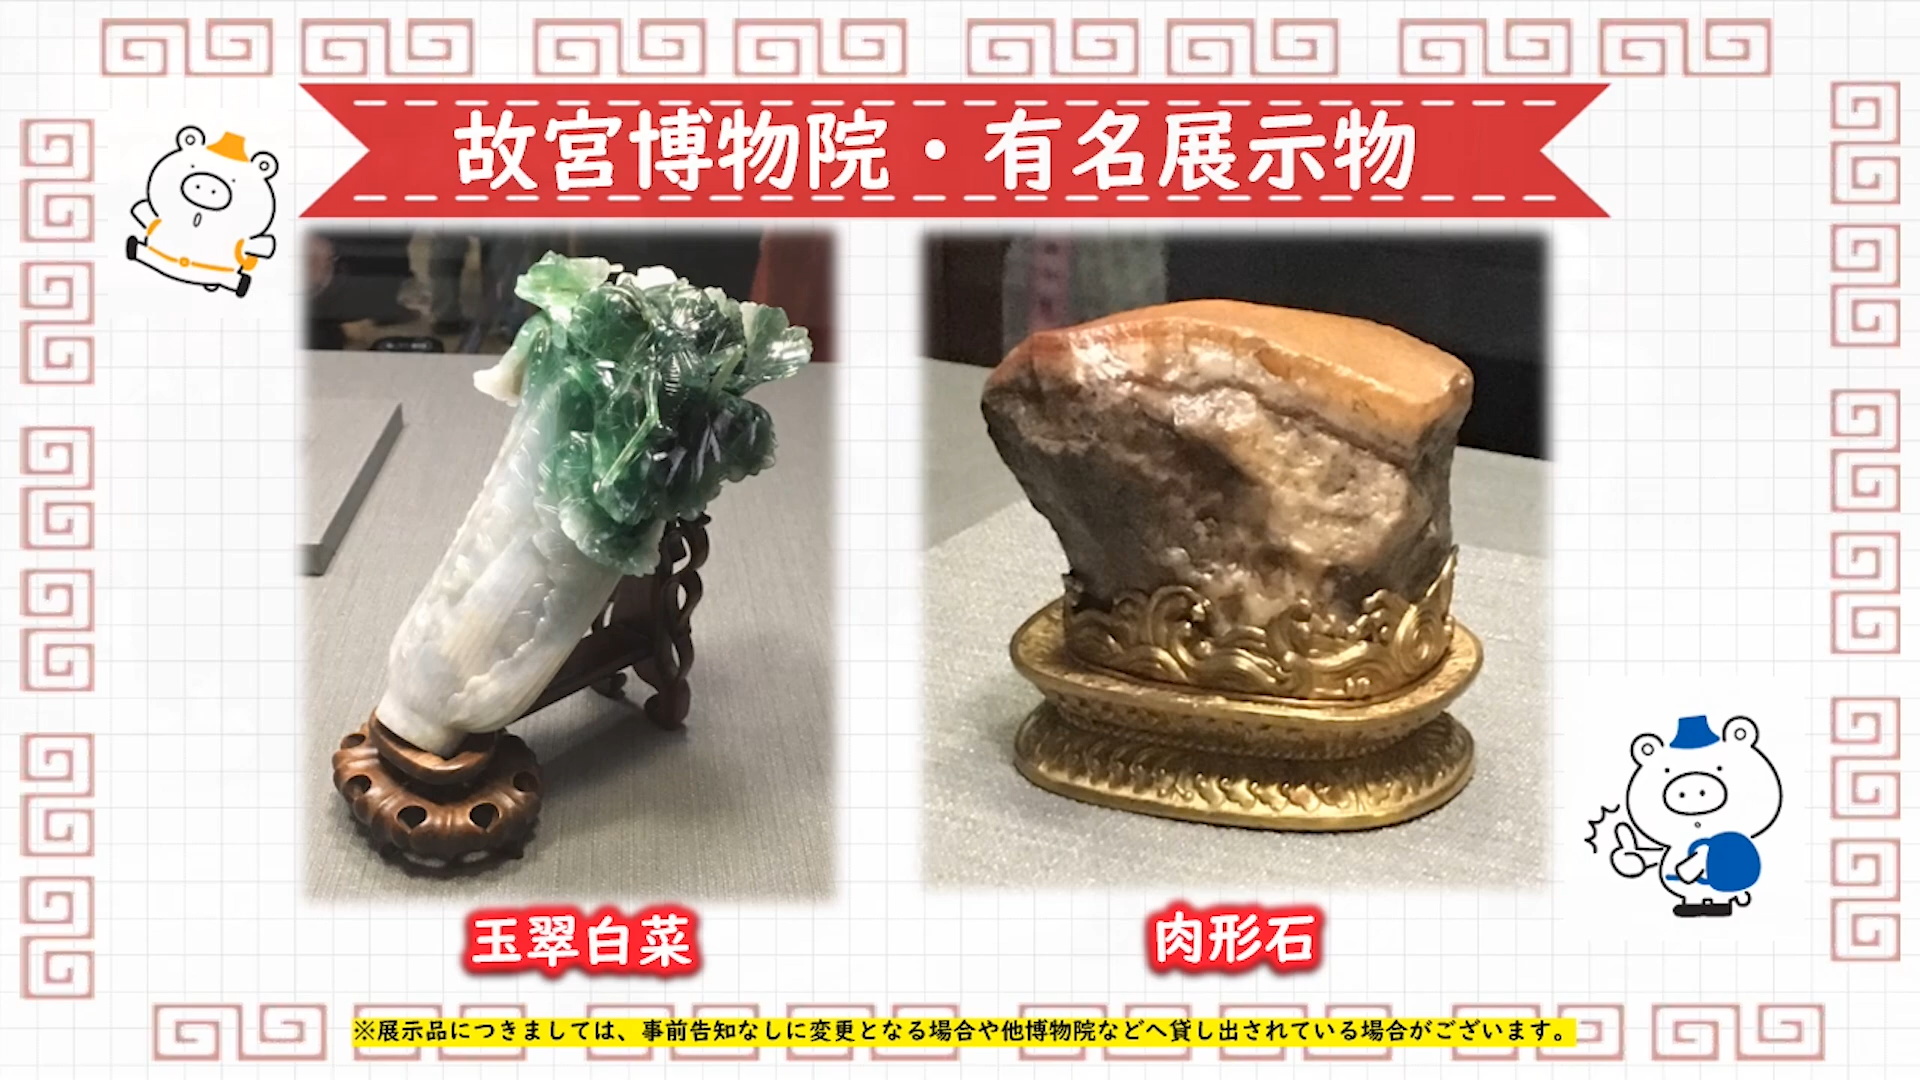 故宮博物院・有名展示物
玉翠白菜
肉形石
※展示品につきましては、事前告知なしに変更となる場合や他博物院などへ貸し出されている場合がございます。